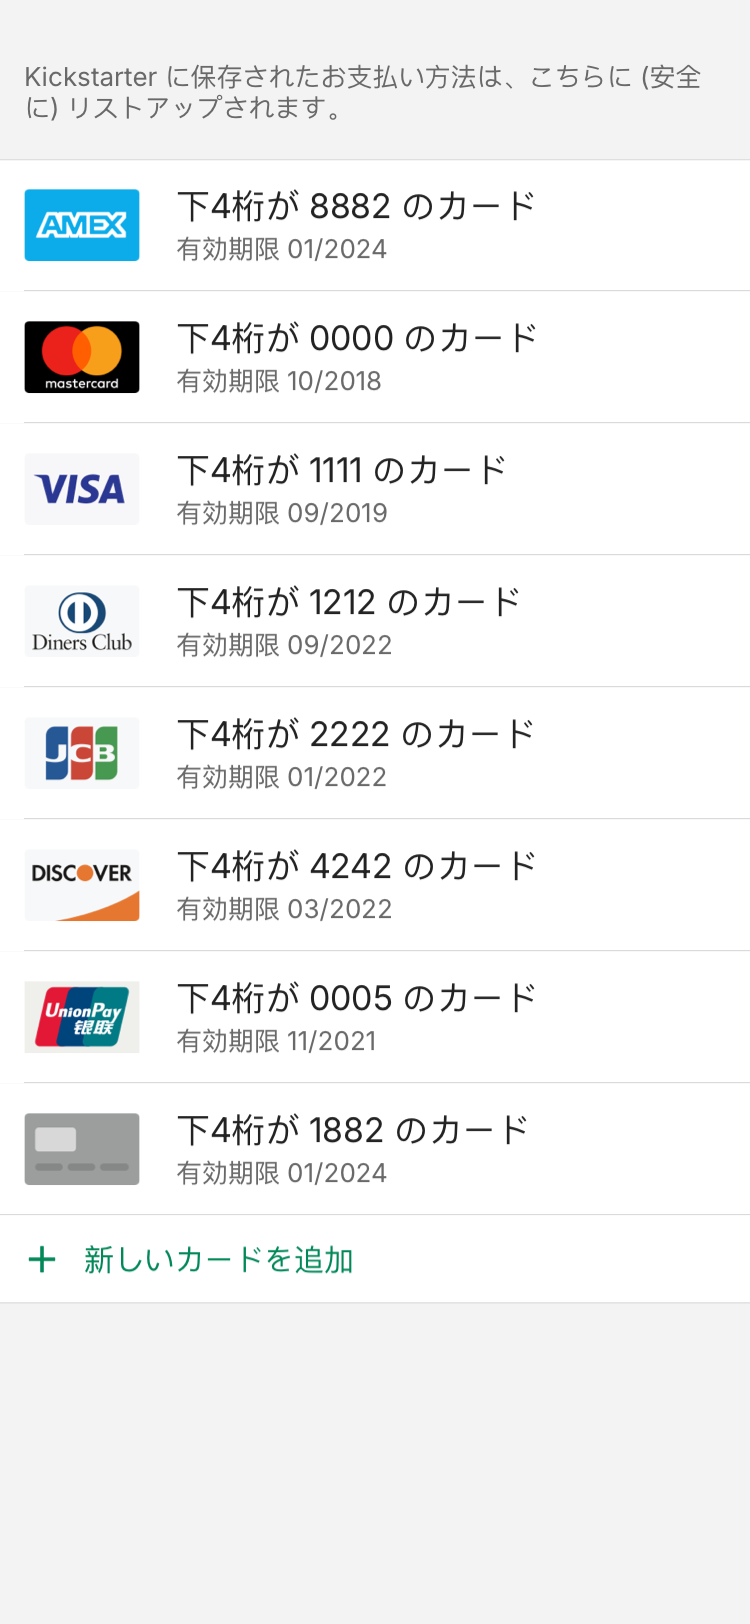 Kickstarter に保存されたお支払い方法は、こちらに (安全
に) リストアップされます。
AMEX
下4桁が 8882 のカード
有効期限 01/2024
mastercard
下4桁が 0000 のカード
有効期限 10/2018
VISA
下4桁が 1111 のカード
有効期限 09/2019
Diners Club
下4桁が 1212 のカード
有効期限 09/2022
JCB
下4桁が 2222 のカード
有効期限 01/2022
DISCOVER
下4桁が 4242 のカード
有効期限 03/2022
UnionPay
银联
下4桁が 0005 のカード
有効期限 11/2021
下4桁が 1882 のカード
有効期限 01/2024
+ 新しいカードを追加